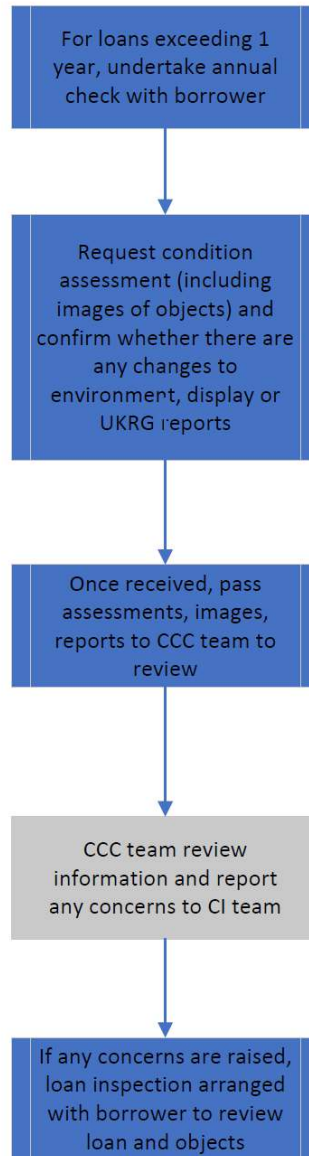 For loans exceeding 1
year, undertake annual
check with borrower
Request condition
assessment (including
images of objects) and
confirm whether there are
any changes to
environment, display or
UKRG reports
Once received, pass
assessments, images,
reports to CCC team to
review
CCC team review
information and report
any concerns to CI team
If any concerns are raised,
loan inspection arranged
with borrower to review
loan and objects